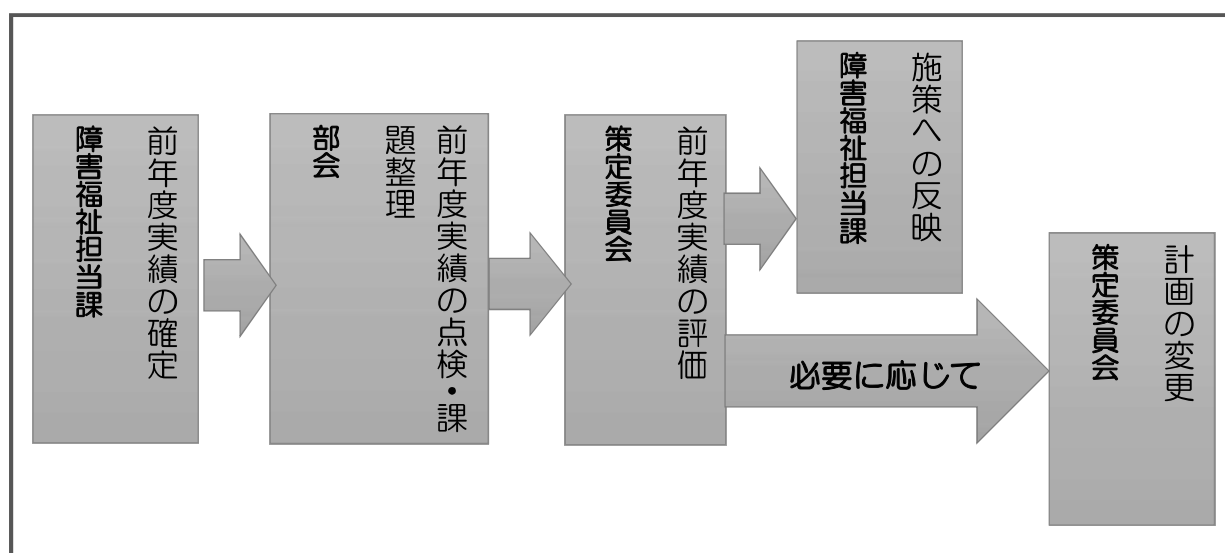 前年度実績の確定
障害福祉担当課
前年度実績の点検・課
題整理
部会
前年度実績の評価
策定委員会
施策への反映
障害福祉担当課
必要に応じて
計画の変更
策定委員会